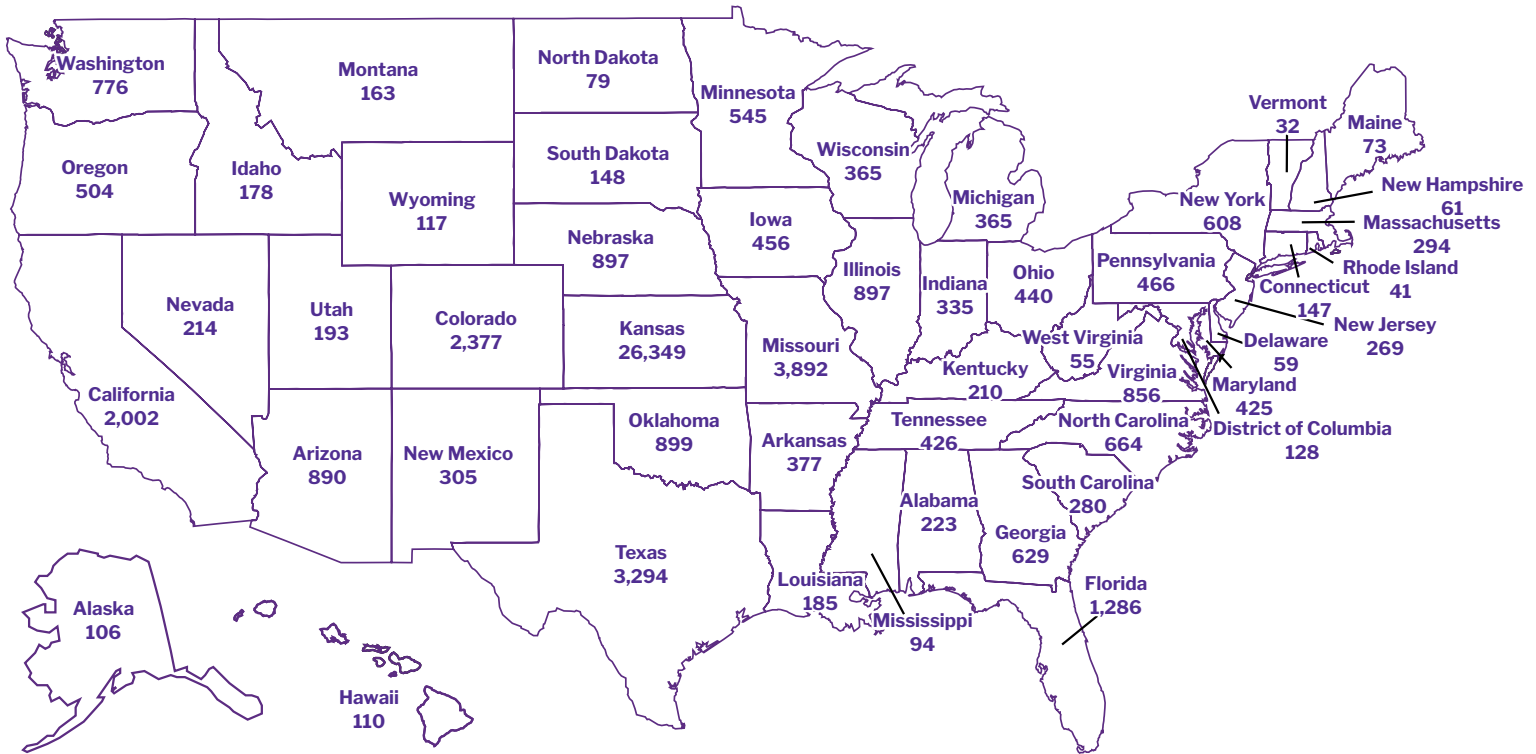 Washington
776
Montana
163
North Dakota
79
Minnesota
545
Vermont
32
Maine
73
Oregon
504
Idaho
178
Wyoming
117
South Dakota
148
Wisconsin
365
Michigan
365
New York
608
New Hampshire
61
Massachusetts
294
Rhode Island
41
Connecticut
147
New Jersey
269
Nevada
214
Utah
193
Colorado
2,377
Nebraska
897
Iowa
456
Illinois
897
Indiana
335
Ohio
440
Pennsylvania
466
Delaware
59
Maryland
425
District of Columbia
128
California
2,002
Kansas
26,349
Missouri
3,892
Kentucky
210
West Virginia
55
Virginia
856
Arizona
890
New Mexico
305
Oklahoma
899
Arkansas
377
Tennessee
426
North Carolina
664
South Carolina
280
Texas
3,294
Louisiana
185
Mississippi
94
Alabama
223
Georgia
629
Florida
1,286
Alaska
106
Hawaii
110